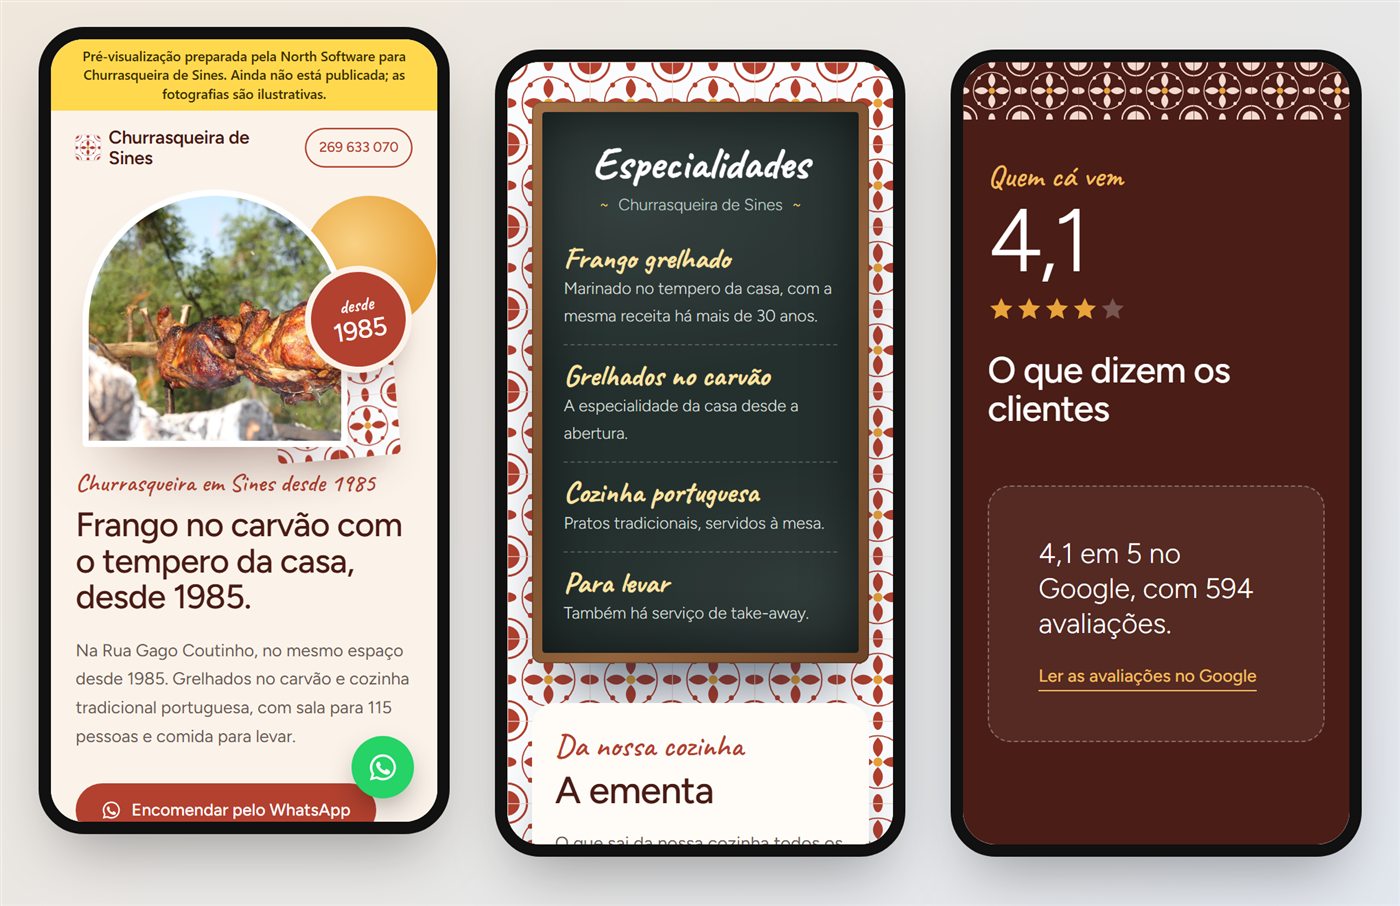 Pré-visualização preparada pela North Software para
Churrasqueira de Sines. Ainda não está publicada; as
fotografias são ilustrativas.
Churrasqueira de
Sines
269 633 070
desde
1985
Churrasqueira em Sines desde 1985
Frango no carvão com
o tempero da casa,
desde 1985.
Na Rua Gago Coutinho, no mesmo espaço
desde 1985. Grelhados no carvão e cozinha
tradicional portuguesa, com sala para 115
pessoas e comida para levar.
Encomendar pelo WhatsApp
Especialidades
~ Churrasqueira de Sines ~
Frango grelhado
Marinado no tempero da casa, com a
mesma receita há mais de 30 anos.
Grelhados no carvão
A especialidade da casa desde a
abertura.
Cozinha portuguesa
Pratos tradicionais, servidos à mesa.
Para levar
Também há serviço de take-away.
Da nossa cozinha
A ementa
O que sai da nossa cozinha todos os
Quem cá vem
4,1
O que dizem os
clientes
4,1 em 5 no
Google, com 594
avaliações.
Ler as avaliações no Google